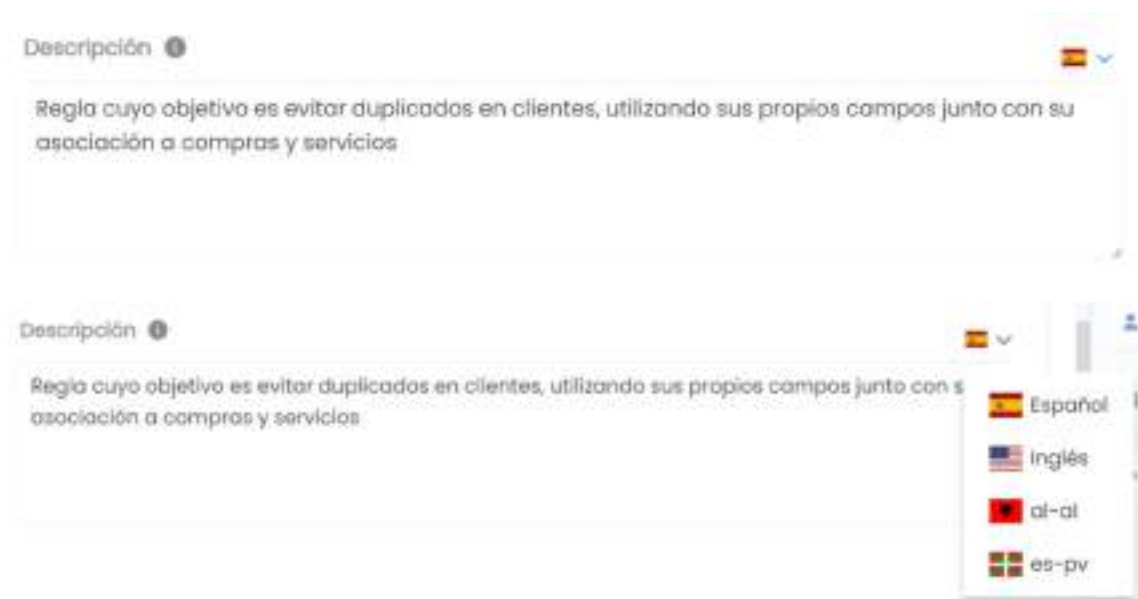 Descripción
Regla cuyo objetivo es evitar duplicados en clientes, utilizando sus propios campos junto con su
asociación a compras y servicios
Descripción
Regla cuyo objetivo es evitar duplicados en clientes, utilizando sus propios campos junto con s
asociación a compras y servicios
Español
Inglés
al-al
es-pv